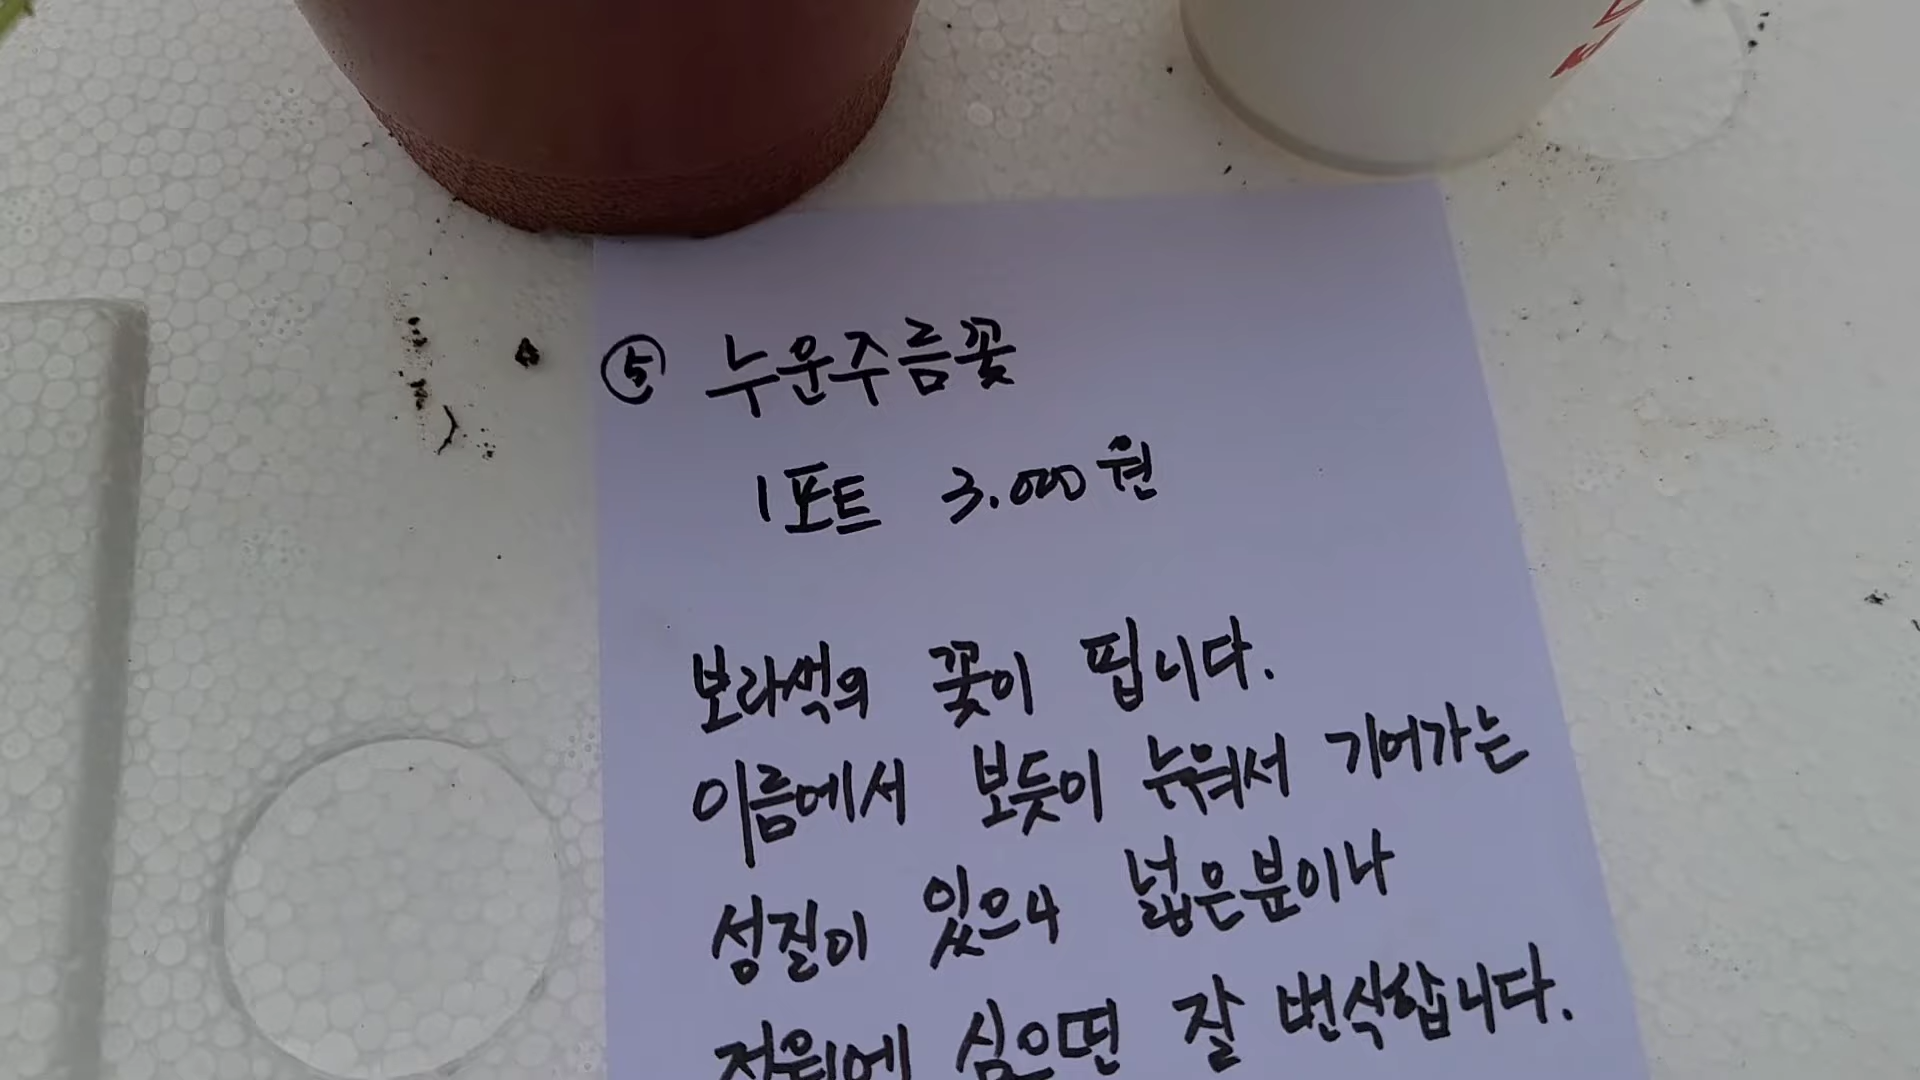 ⑤ 누운주름꽃
1포트 3.000원
보라색의 꽃이 핍니다.
이름에서 보듯이 누워서 기어가는
성질이 있으나 넓은분이나
정원에 심으면 잘 번식합니다.